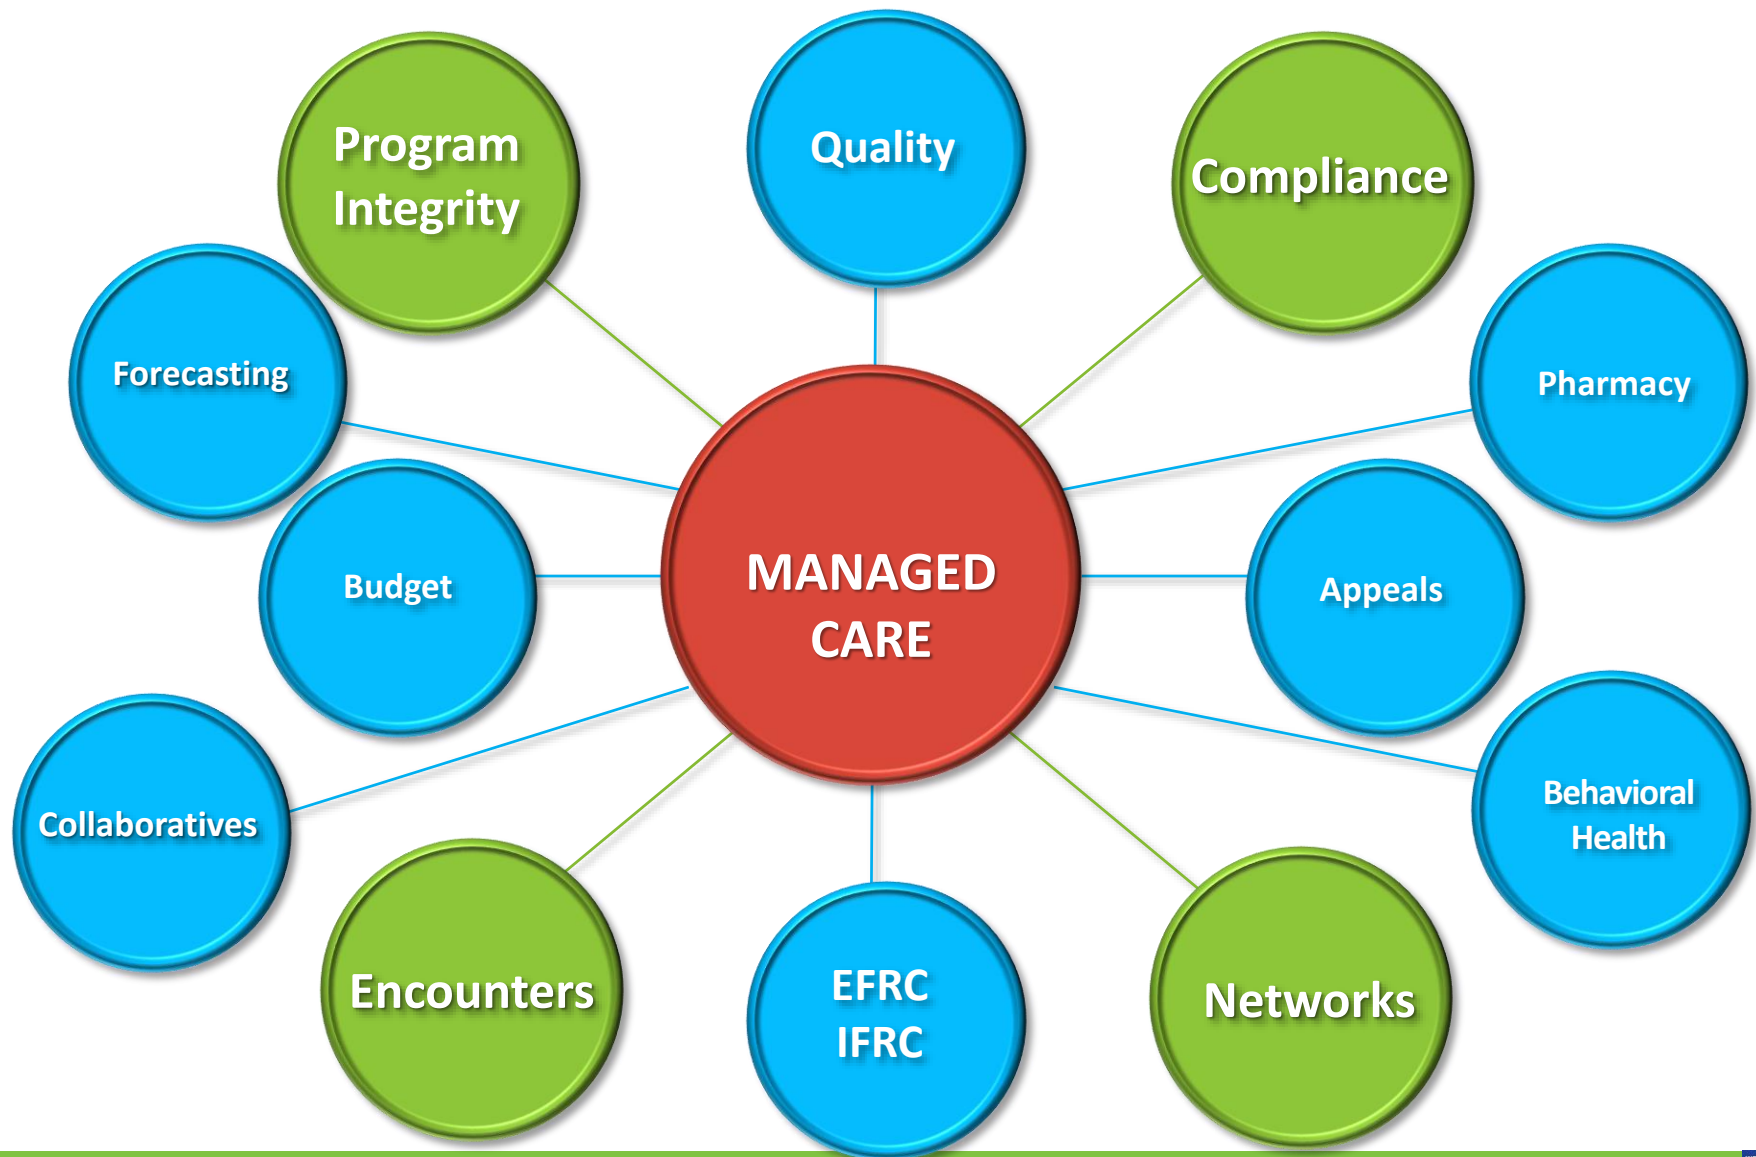 Program
Integrity
Quality
Compliance
Forecasting
Pharmacy
MANAGED
CARE
Budget
Appeals
Collaboratives
Behavioral
Health
Encounters
EFRC
IFRC
Networks